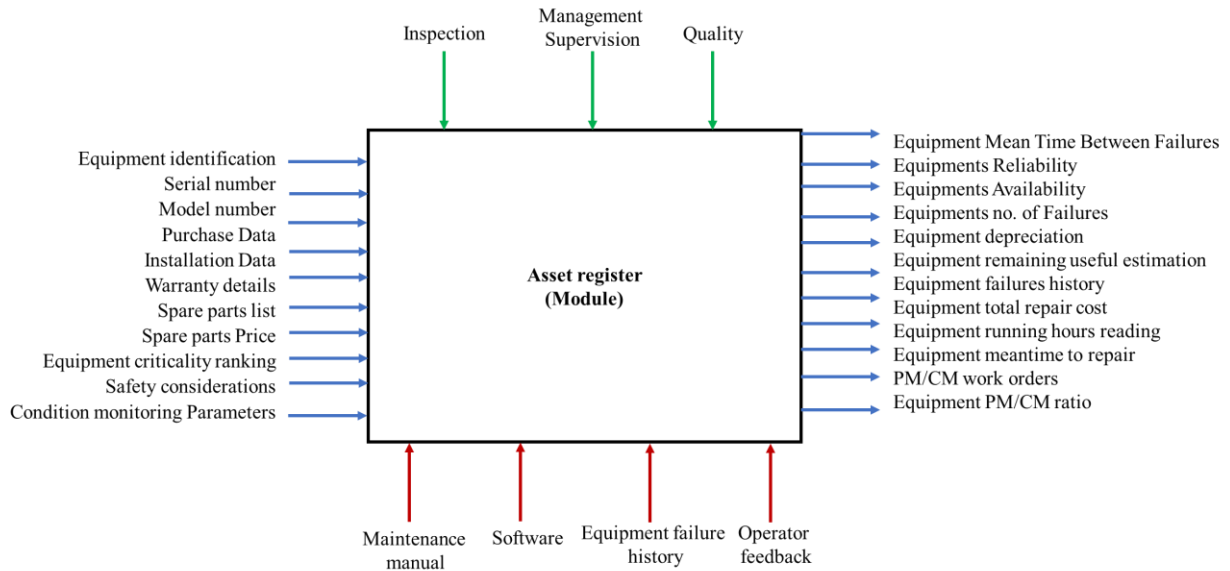 Inspection
Management
Supervision
Quality
Equipment identification
Serial number
Model number
Purchase Data
Installation Data
Warranty details
Spare parts list
Spare parts Price
Equipment criticality ranking
Safety considerations
Condition monitoring Parameters
Asset register
(Module)
Equipment Mean Time Between Failures
Equipments Reliability
Equipments Availability
Equipments no. of Failures
Equipment depreciation
Equipment remaining useful estimation
Equipment failures history
Equipment total repair cost
Equipment running hours reading
Equipment meantime to repair
PM/CM work orders
Equipment PM/CM ratio
Maintenance
manual
Software
Equipment failure
history
Operator
feedback